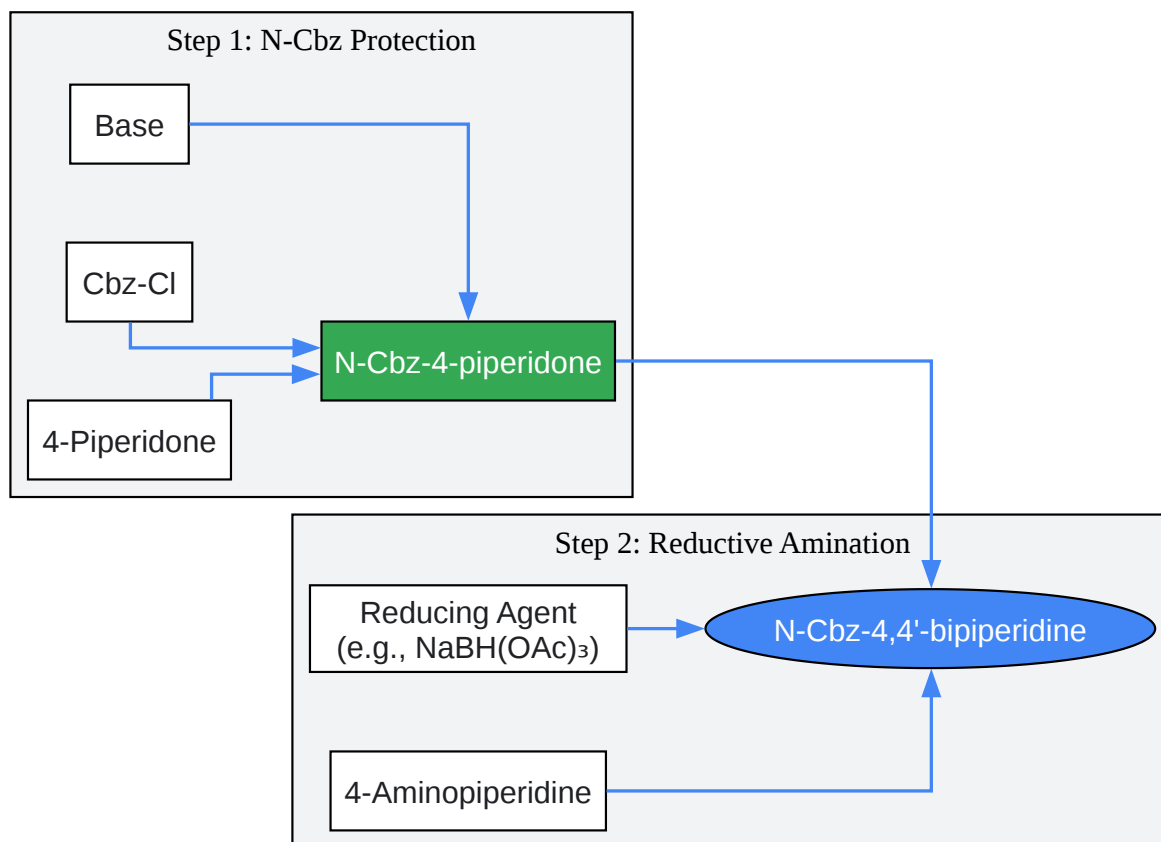 Step 1: N-Cbz Protection
Base
Cbz-Cl
N-Cbz-4-piperidone
4-Piperidone
Step 2: Reductive Amination
Reducing Agent
(e.g., NaBH(OAc)₃)
N-Cbz-4,4'-bipiperidine
4-Aminopiperidine